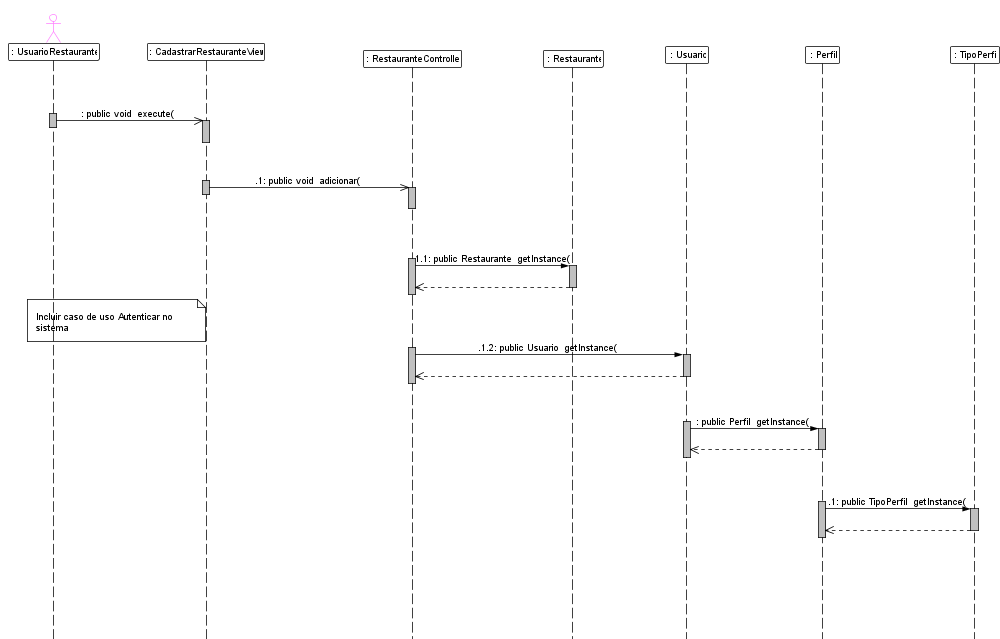 : UsuarioRestaurante
: CadastrarRestauranteView
: RestauranteControlle
: Restaurante
: Usuario
: Perfil
: TipoPerfi
: public void execute(
.1: public void adicionar(
1.1: public Restaurante getInstance(
Incluir caso de uso Autenticar no
sistema
.1.2: public Usuario getInstance(
: public Perfil getInstance(
.1: public TipoPerfil getInstance(